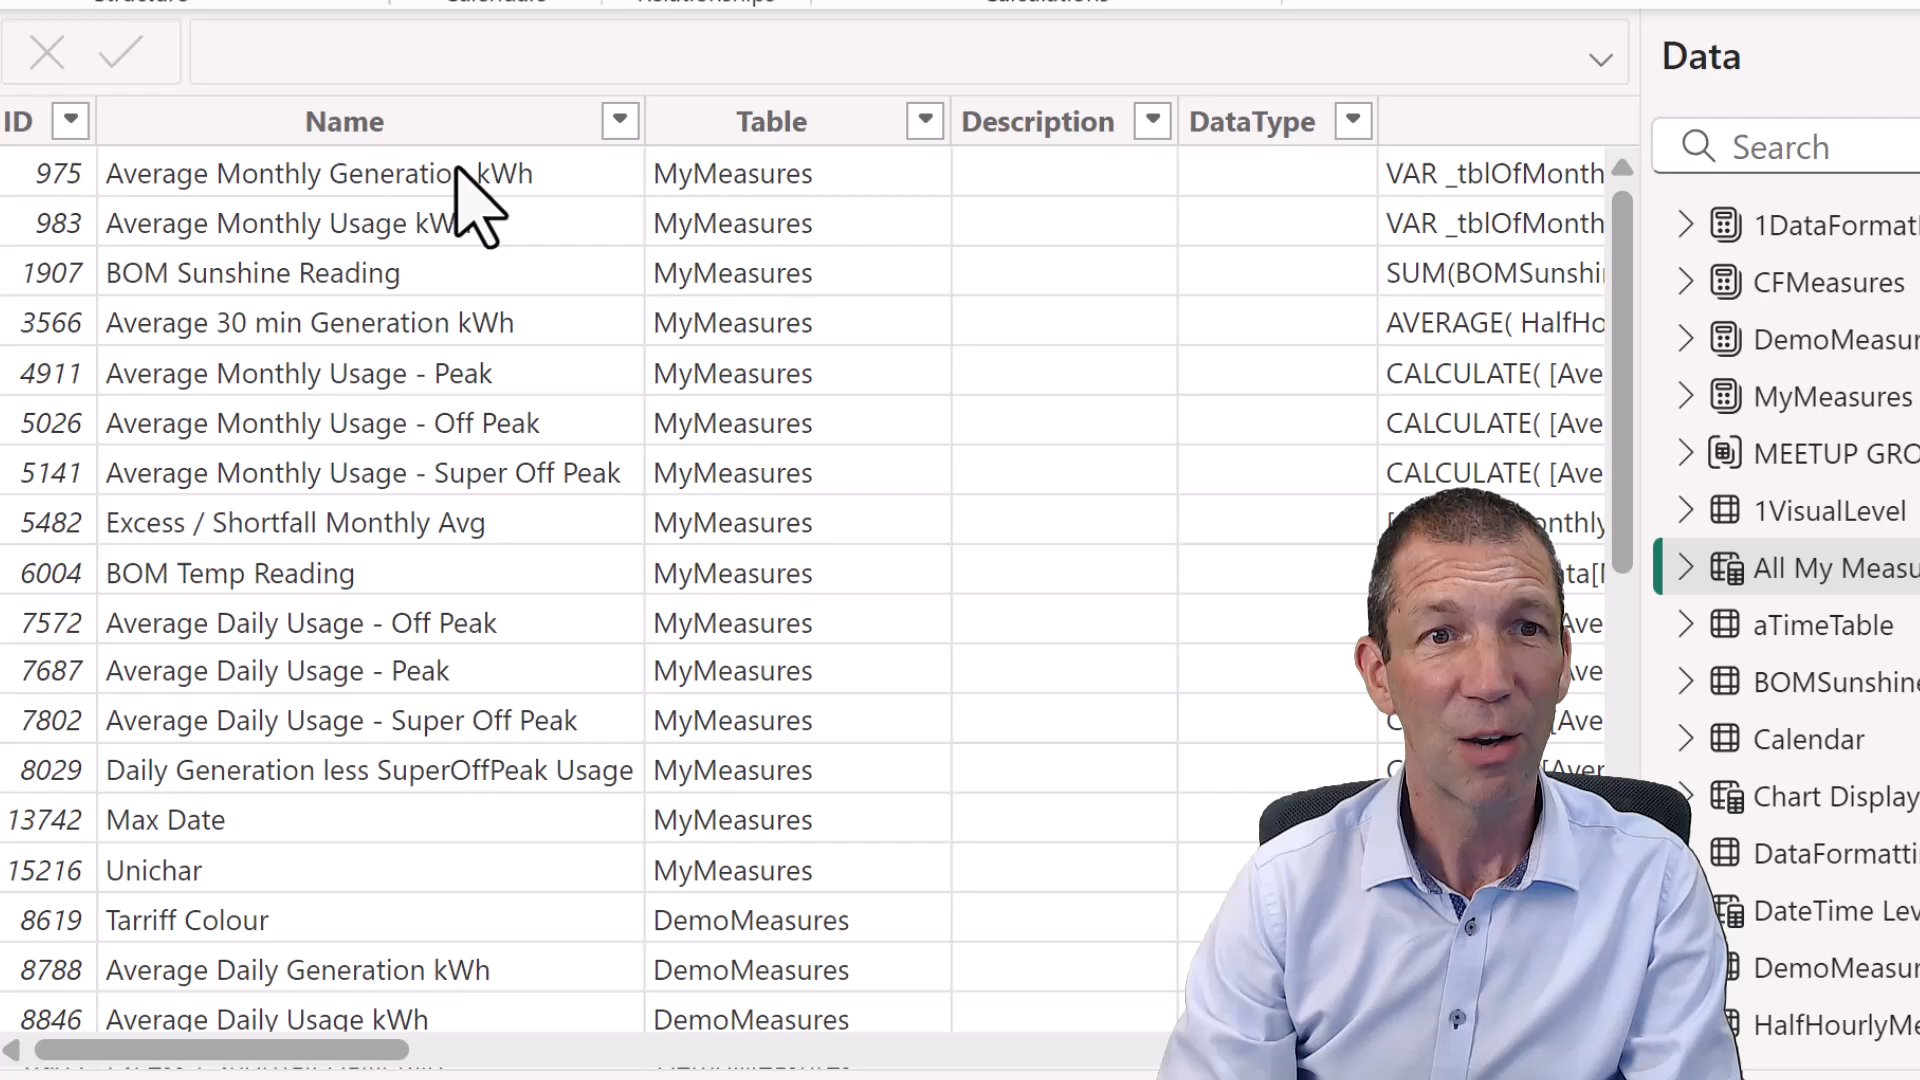 Data
ID Name Table Description DataType
Search
975 Average Monthly Generation kWh MyMeasures VAR _tblOfMonth
983 Average Monthly Usage MyMeasures VAR _tblOfMonth
1907 BOM Sunshine Reading MyMeasures SUM(BOMSunshi
3566 Average 30 min Generation kWh MyMeasures AVERAGE( HalfHo
4911 Average Monthly Usage - Peak MyMeasures CALCULATE( [Ave
5026 Average Monthly Usage - Off Peak MyMeasures CALCULATE( [Ave
5141 Average Monthly Usage - Super Off Peak MyMeasures CALCULATE( [Ave
5482 Excess / Shortfall Monthly Avg MyMeasures
6004 BOM Temp Reading MyMeasures
7572 Average Daily Usage - Off Peak MyMeasures
7687 Average Daily Usage - Peak MyMeasures
7802 Average Daily Usage - Super Off Peak MyMeasures
8029 Daily Generation less SuperOffPeak Usage MyMeasures
13742 Max Date MyMeasures
15216 Unichar MyMeasures
8619 Tarriff Colour DemoMeasures
8788 Average Daily Generation kWh DemoMeasures
8846 Average Daily Usage kWh DemoMeasures
1DataFormat
CFMeasures
DemoMeasur
MyMeasures
MEETUP GRO
1VisualLevel
All My Measu
aTimeTable
BOMSunshine
Calendar
Chart Display
DataFormatti
DateTime Lev
DemoMeasur
HalfHourlyMe